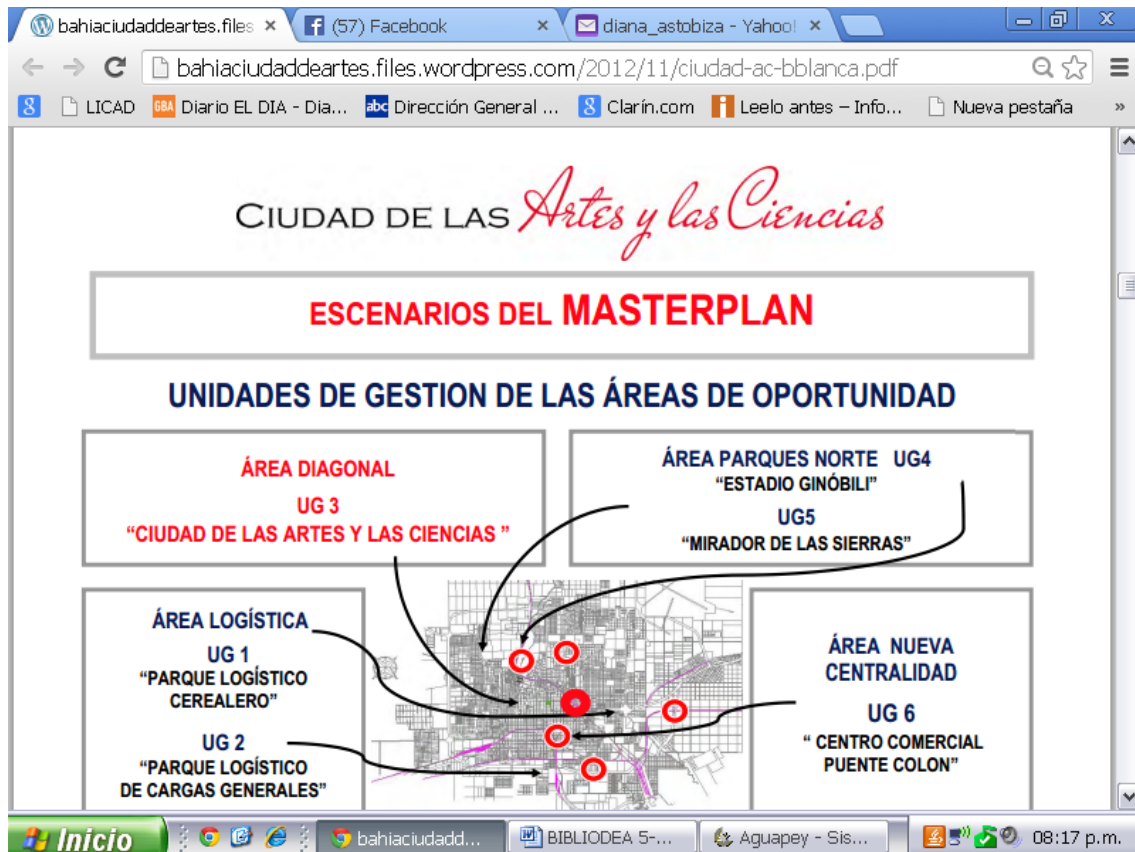 bahiaciudaddeartes.files
(57) Facebook
diana_astobiza - Yahoo!
bahiaciudaddeartes.files.wordpress.com/2012/11/ciudad-ac-bblanca.pdf
LICAD
GBA Diario EL DIA - Dia...
abc Dirección General ...
8 Clarín.com
Leelo antes – Info...
Nueva pestaña
»
CIUDAD DE LAS Artes y las Ciencias
ESCENARIOS DEL MASTERPLAN
UNIDADES DE GESTION DE LAS ÁREAS DE OPORTUNIDAD
ÁREA DIAGONAL
UG 3
“CIUDAD DE LAS ARTES Y LAS CIENCIAS ”
ÁREA PARQUES NORTE UG4
“ESTADIO GINÓBILI”
UG5
“MIRADOR DE LAS SIERRAS”
ÁREA LOGÍSTICA
UG 1
“PARQUE LOGÍSTICO
CEREALERO”
UG 2
“PARQUE LOGÍSTICO
DE CARGAS GENERALES”
ÁREA NUEVA
CENTRALIDAD
UG 6
“ CENTRO COMERCIAL
PUENTE COLON”
Inicio
bahiaciudadd...
BIBLIODEA 5-...
Aguapey - Sis...
08:17 p.m.